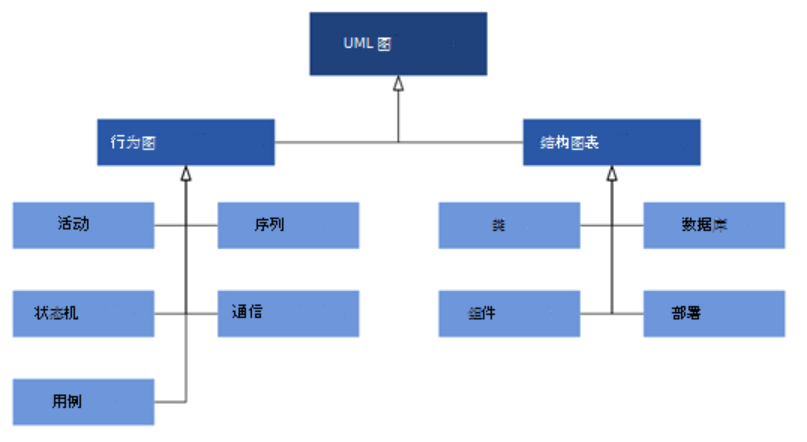 UML 图
行为图
结构图表
活动
序列
类
数据库
状态机
通信
组件
部署
用例